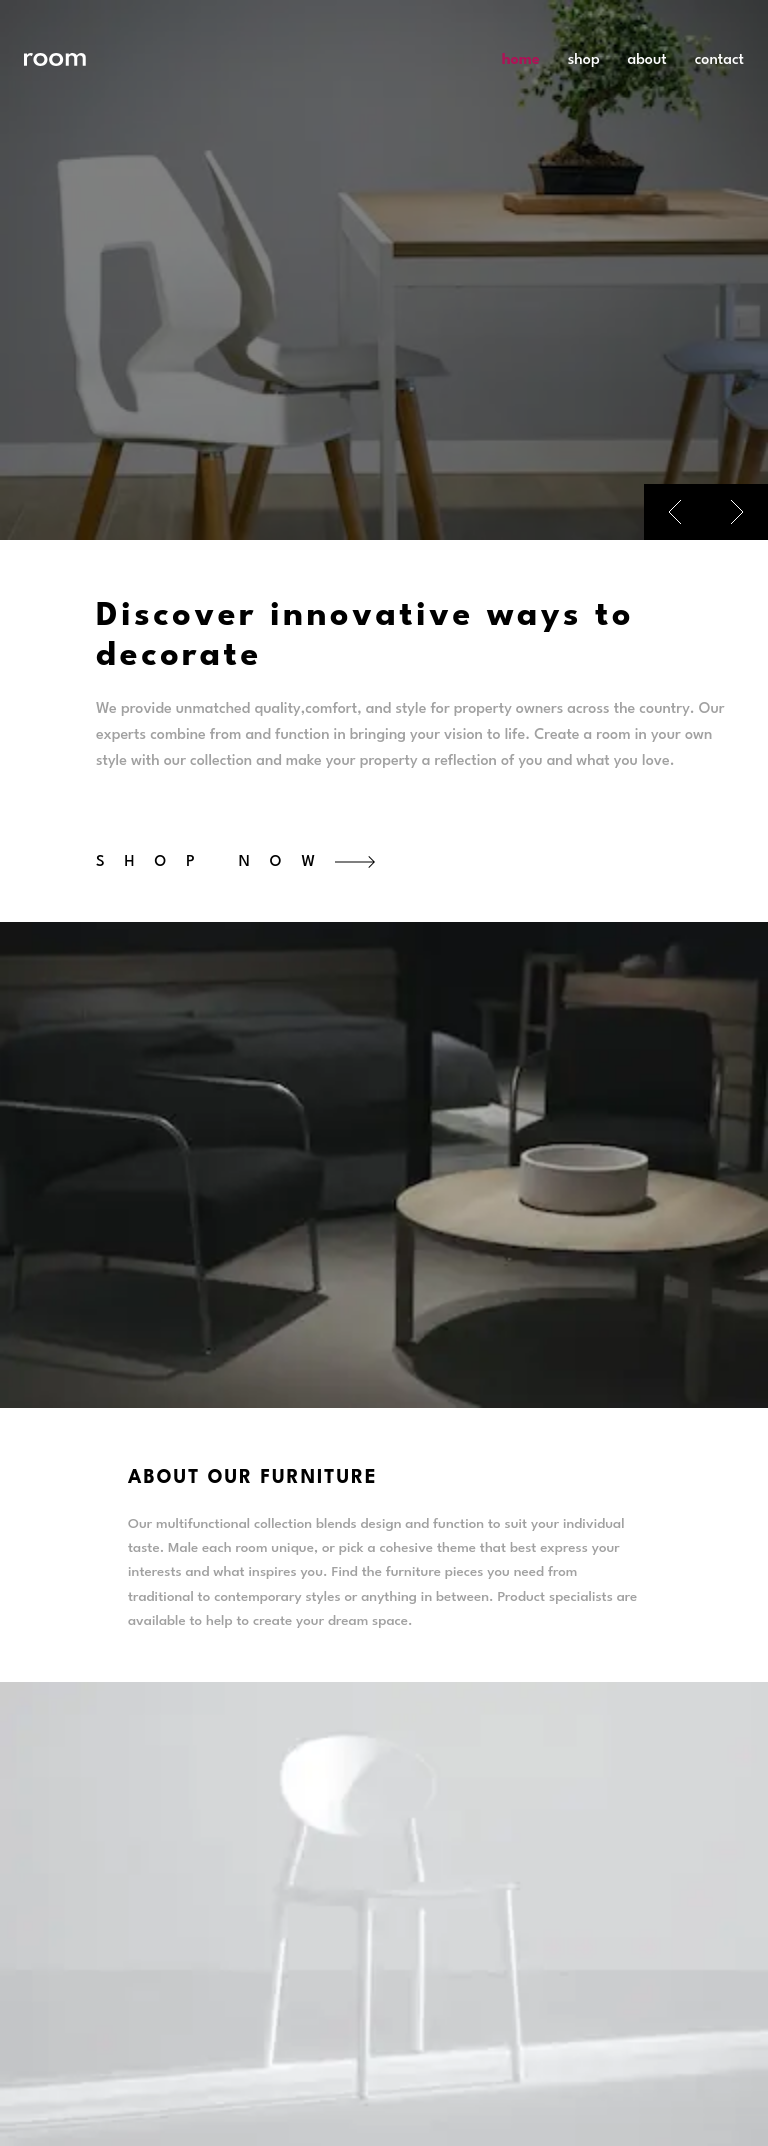 room
home shop about contact
Discover innovative ways to
decorate
We provide unmatched quality,comfort, and style for property owners across the country. Our
experts combine from and function in bringing your vision to life. Create a room in your own
style with our collection and make your property a reflection of you and what you love.
SHOP NOW
ABOUT OUR FURNITURE
Our multifunctional collection blends design and function to suit your individual
taste. Male each room unique, or pick a cohesive theme that best express your
interests and what inspires you. Find the furniture pieces you need from
traditional to contemporary styles or anything in between. Product specialists are
available to help to create your dream space.